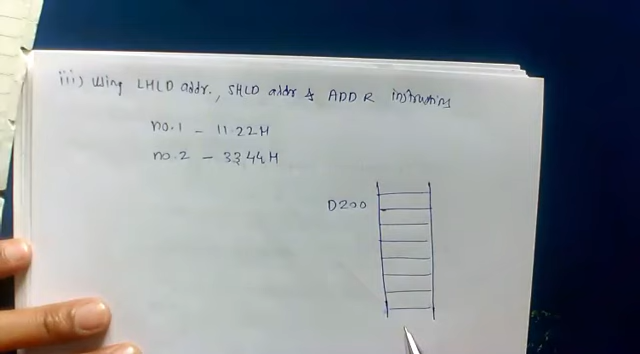 iii) Using LHLD addr., SHLD addr & ADD R instructions
no.1 - 1122H
no.2 - 3344H
D200